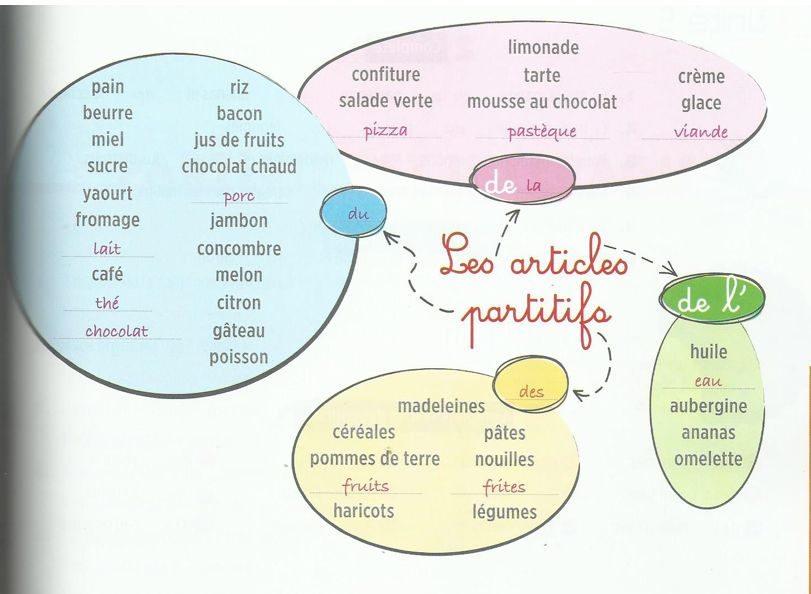 pain
beurre
miel
sucre
yaourt
fromage
lait
café
thé
chocolat
riz
bacon
jus de fruits
chocolat chaud
porc
jambon
concombre
melon
citron
gâteau
poisson
du
limonade
confiture
tarte
crème
salade verte
mousse au chocolat
glace
pizza
pastèque
viande
de la
Les articles
partitifs
de l'
huile
eau
aubergine
ananas
omelette
des
madeleines
céréales
pâtes
pommes de terre
nouilles
fruits
frites
haricots
légumes